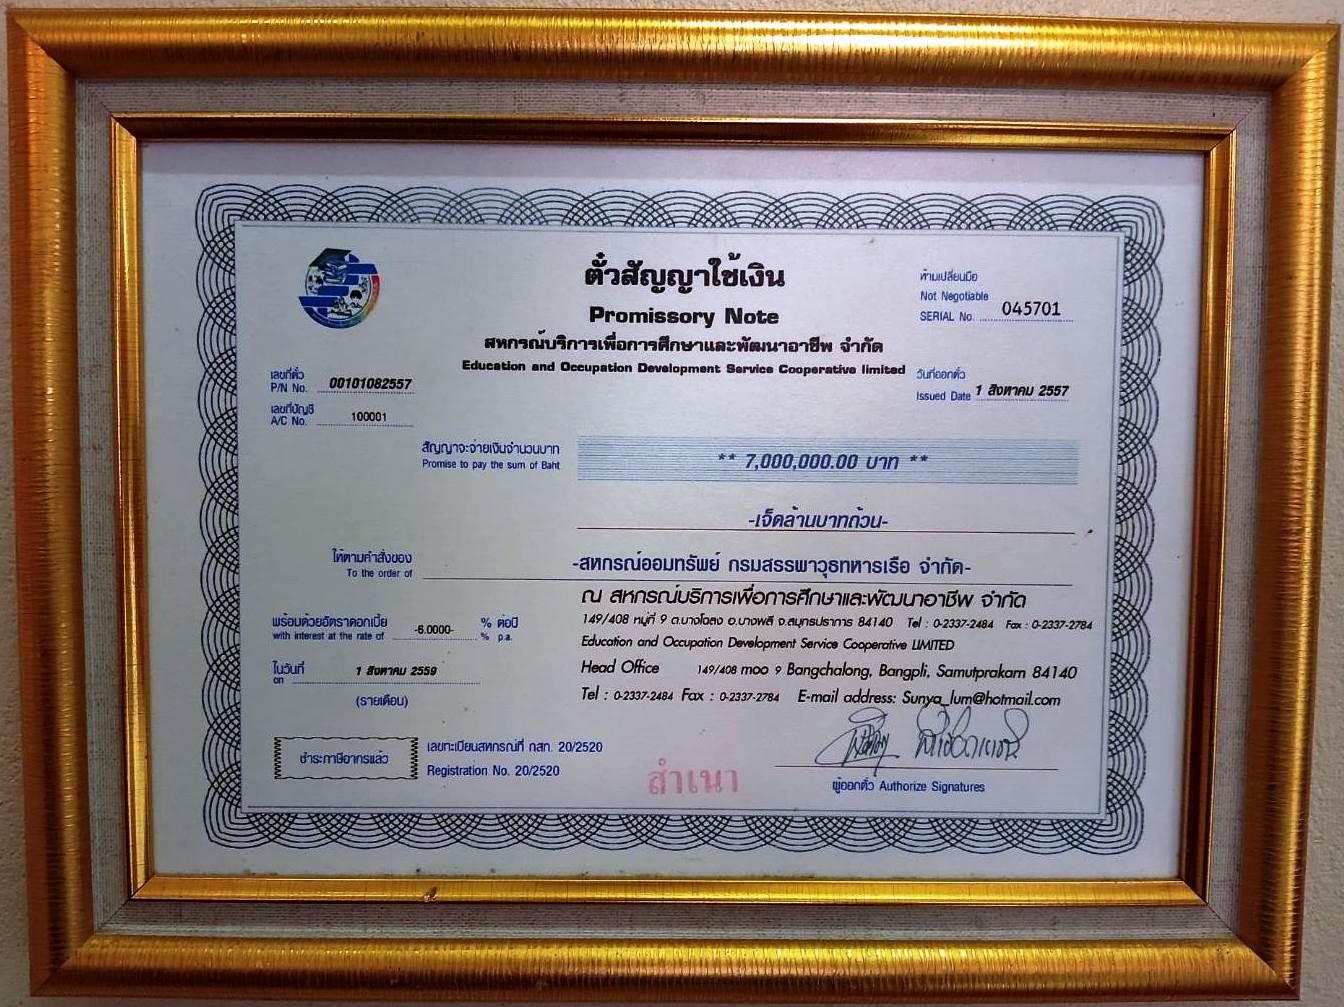 ตั๋วสัญญาใช้เงิน
Promissory Note
สหกรณ์บริการเพื่อการศึกษาและพัฒนาอาชีพ จำกัด
Education and Occupation Development Service Cooperative limited
ห้ามเปลี่ยนมือ
Not Negotiable
SERIAL No. 045701
เลขที่ตั๋ว
P/N No. 00101082557
วันที่ออกตั๋ว
Issued Date 1 สิงหาคม 2557
เลขที่บัญชี
A/C No. 100001
สัญญาจะจ่ายเงินจำนวนบาท
Promise to pay the sum of Baht
** 7,000,000.00 บาท **
-เจ็ดล้านบาทถ้วน-
ให้ตามคำสั่งของ
To the order of
-สหกรณ์ออมทรัพย์ กรมสรรพาวุธทหารเรือ จำกัด-
ณ สหกรณ์บริการเพื่อการศึกษาและพัฒนาอาชีพ จำกัด
พร้อมด้วยอัตราดอกเบี้ย % ต่อปี
with interest at the rate of -6.0000- % p.a.
149/408 หมู่ที่ 9 ต.บางโฉลง อ.บางพลี จ.สมุทรปราการ 84140 Tel : 0-2337-2484 Fax : 0-2337-2784
Education and Occupation Development Service Cooperative LIMITED
ในวันที่
on 1 สิงหาคม 2559
Head Office 149/408 moo 9 Bangchalong, Bangpli, Samutprakarn 84140
(รายเดือน)
Tel : 0-2337-2484 Fax : 0-2337-2784 E-mail address: Sunya_lum@hotmail.com
ชำระภาษีอากรแล้ว
เลขทะเบียนสหกรณ์ที่ กสท. 20/2520
Registration No. 20/2520
สำเนา
ผู้ออกตั๋ว Authorize Signatures